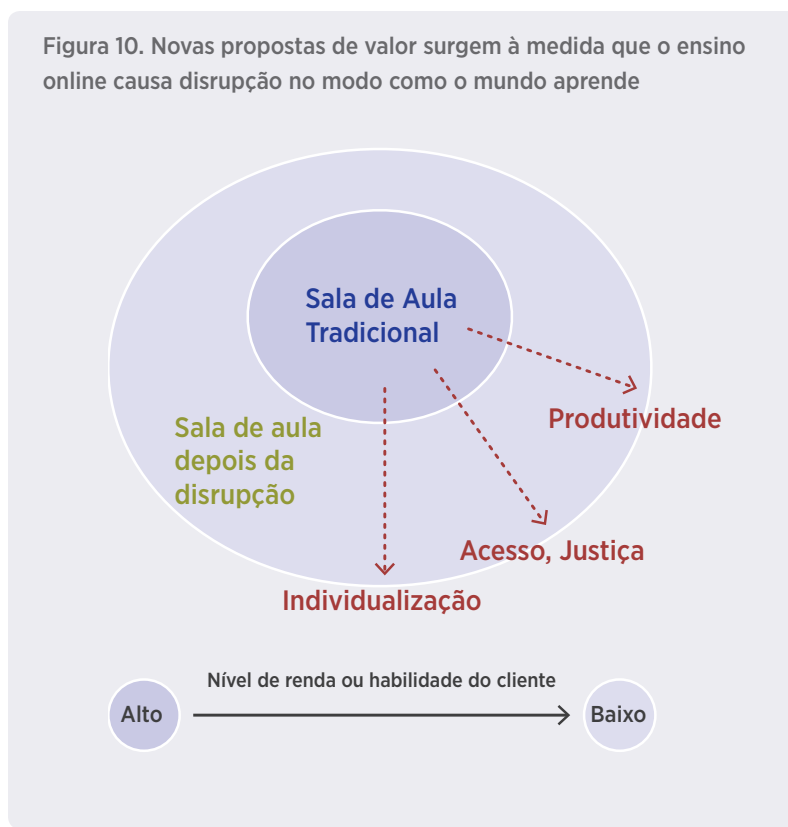 Figura 10. Novas propostas de valor surgem à medida que o ensino
online causa disrupção no modo como o mundo aprende
Sala de Aula
Tradicional
Produtividade
Sala de aula
depois da
disrupção
Acesso, Justiça
Individualização
Nível de renda ou habilidade do cliente
Alto
Baixo